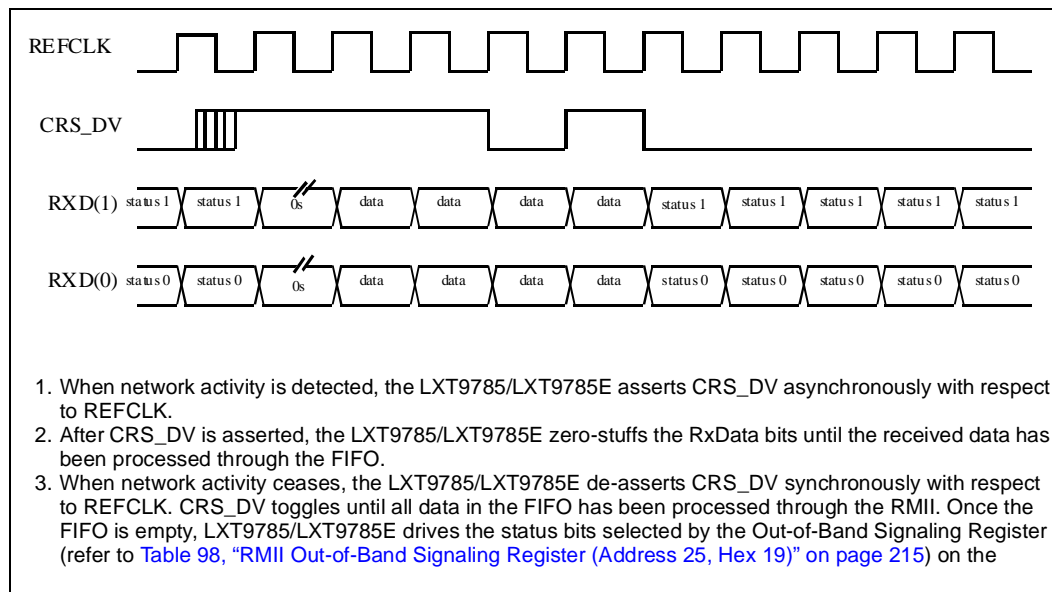 REFCLK
CRS_DV
RXD(1) status 1 status 1 0s data data data data status 1 status 1 status 1 status 1 status 1
RXD(0) status 0 status 0 0s data data data data status 0 status 0 status 0 status 0 status 0
1. When network activity is detected, the LXT9785/LXT9785E asserts CRS_DV asynchronously with respect
to REFCLK.
2. After CRS_DV is asserted, the LXT9785/LXT9785E zero-stuffs the RxData bits until the received data has
been processed through the FIFO.
3. When network activity ceases, the LXT9785/LXT9785E de-asserts CRS_DV synchronously with respect
to REFCLK. CRS_DV toggles until all data in the FIFO has been processed through the RMII. Once the
FIFO is empty, LXT9785/LXT9785E drives the status bits selected by the Out-of-Band Signaling Register
(refer to Table 98, “RMII Out-of-Band Signaling Register (Address 25, Hex 19)” on page 215) on the